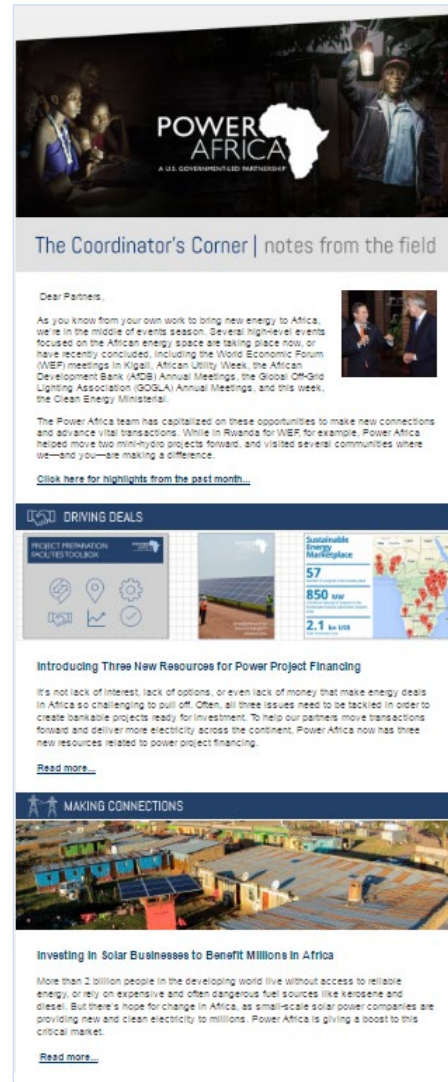 POWER
AFRICA
A U.S. GOVERNMENT-LED PARTNERSHIP
The Coordinator's Corner | notes from the field
Dear Partners,
As you know from your own work to bring new energy to Africa,
we're in the middle of events season. Several high-level events
focused on the African energy space are taking place now, or
have recently concluded, including the World Economic Forum
(WEF) meetings in Kigali, African Utility Week, the African
Development Bank (AfDB) Annual Meetings, the Global Off-Grid
Lighting Association (GOGLA) Annual Meetings, and this week,
the Clean Energy Ministerial.
The Power Africa team has capitalized on these opportunities to make new connections
and advance vital transactions. While in Rwanda for WEF, for example, Power Africa
helped move two mini-hydro projects forward, and visited several communities where
we—and you—are making a difference.
Click here for highlights from the past month...
DRIVING DEALS
PROJECT PREPARATION
FACILITIES TOOLBOX
Sustainable
Energy
Marketplace
57
850 MW
2.1 bn US$
Introducing Three New Resources for Power Project Financing
It's not lack of interest, lack of options, or even lack of money that make energy deals
in Africa so challenging to pull off. Often, all three issues need to be tackled in order to
create bankable projects ready for investment. To help our partners move transactions
forward and deliver more electricity across the continent, Power Africa now has three
new resources related to power project financing.
Read more...
MAKING CONNECTIONS
Investing in Solar Businesses to Benefit Millions in Africa
More than 2 billion people in the developing world live without access to reliable
energy, or rely on expensive and often dangerous fuel sources like kerosene and
diesel. But there's hope for change in Africa, as small-scale solar power companies are
providing new and clean electricity to millions. Power Africa is giving a boost to this
critical market.
Read more...